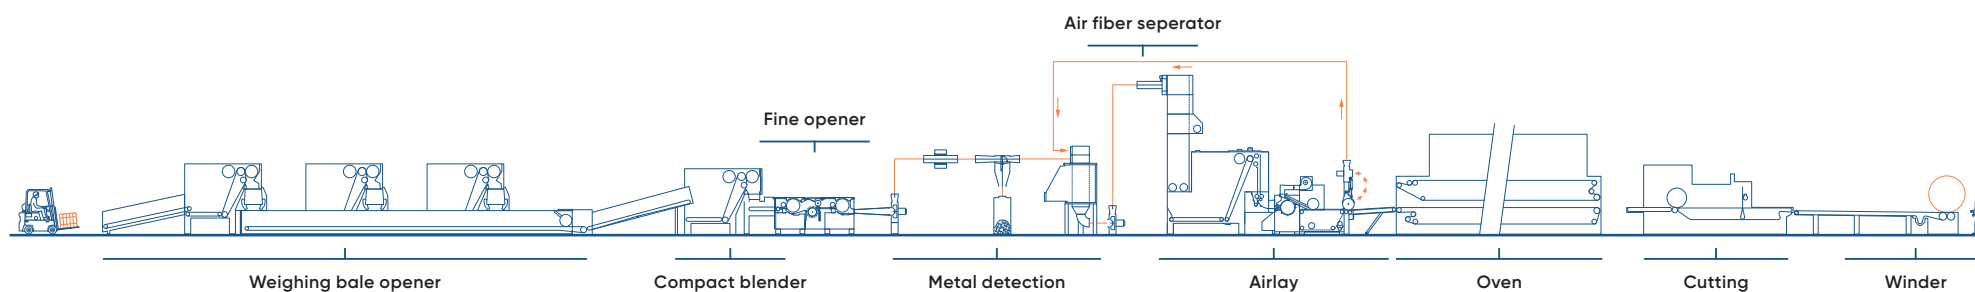 Air fiber seperator
Fine opener
Weighing bale opener
Compact blender
Metal detection
Airlay
Oven
Cutting
Winder